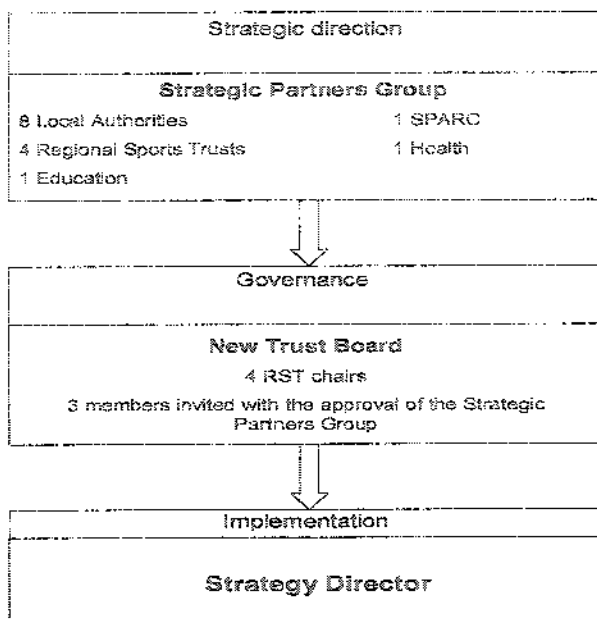 Strategic direction
Strategic Partners Group
8 Local Authorities 1 SPARC
4 Regional Sports Trusts 1 Health
1 Education
Governance
New Trust Board
4 RST chairs
3 members invited with the approval of the Strategic
Partners Group
Implementation
Strategy Director